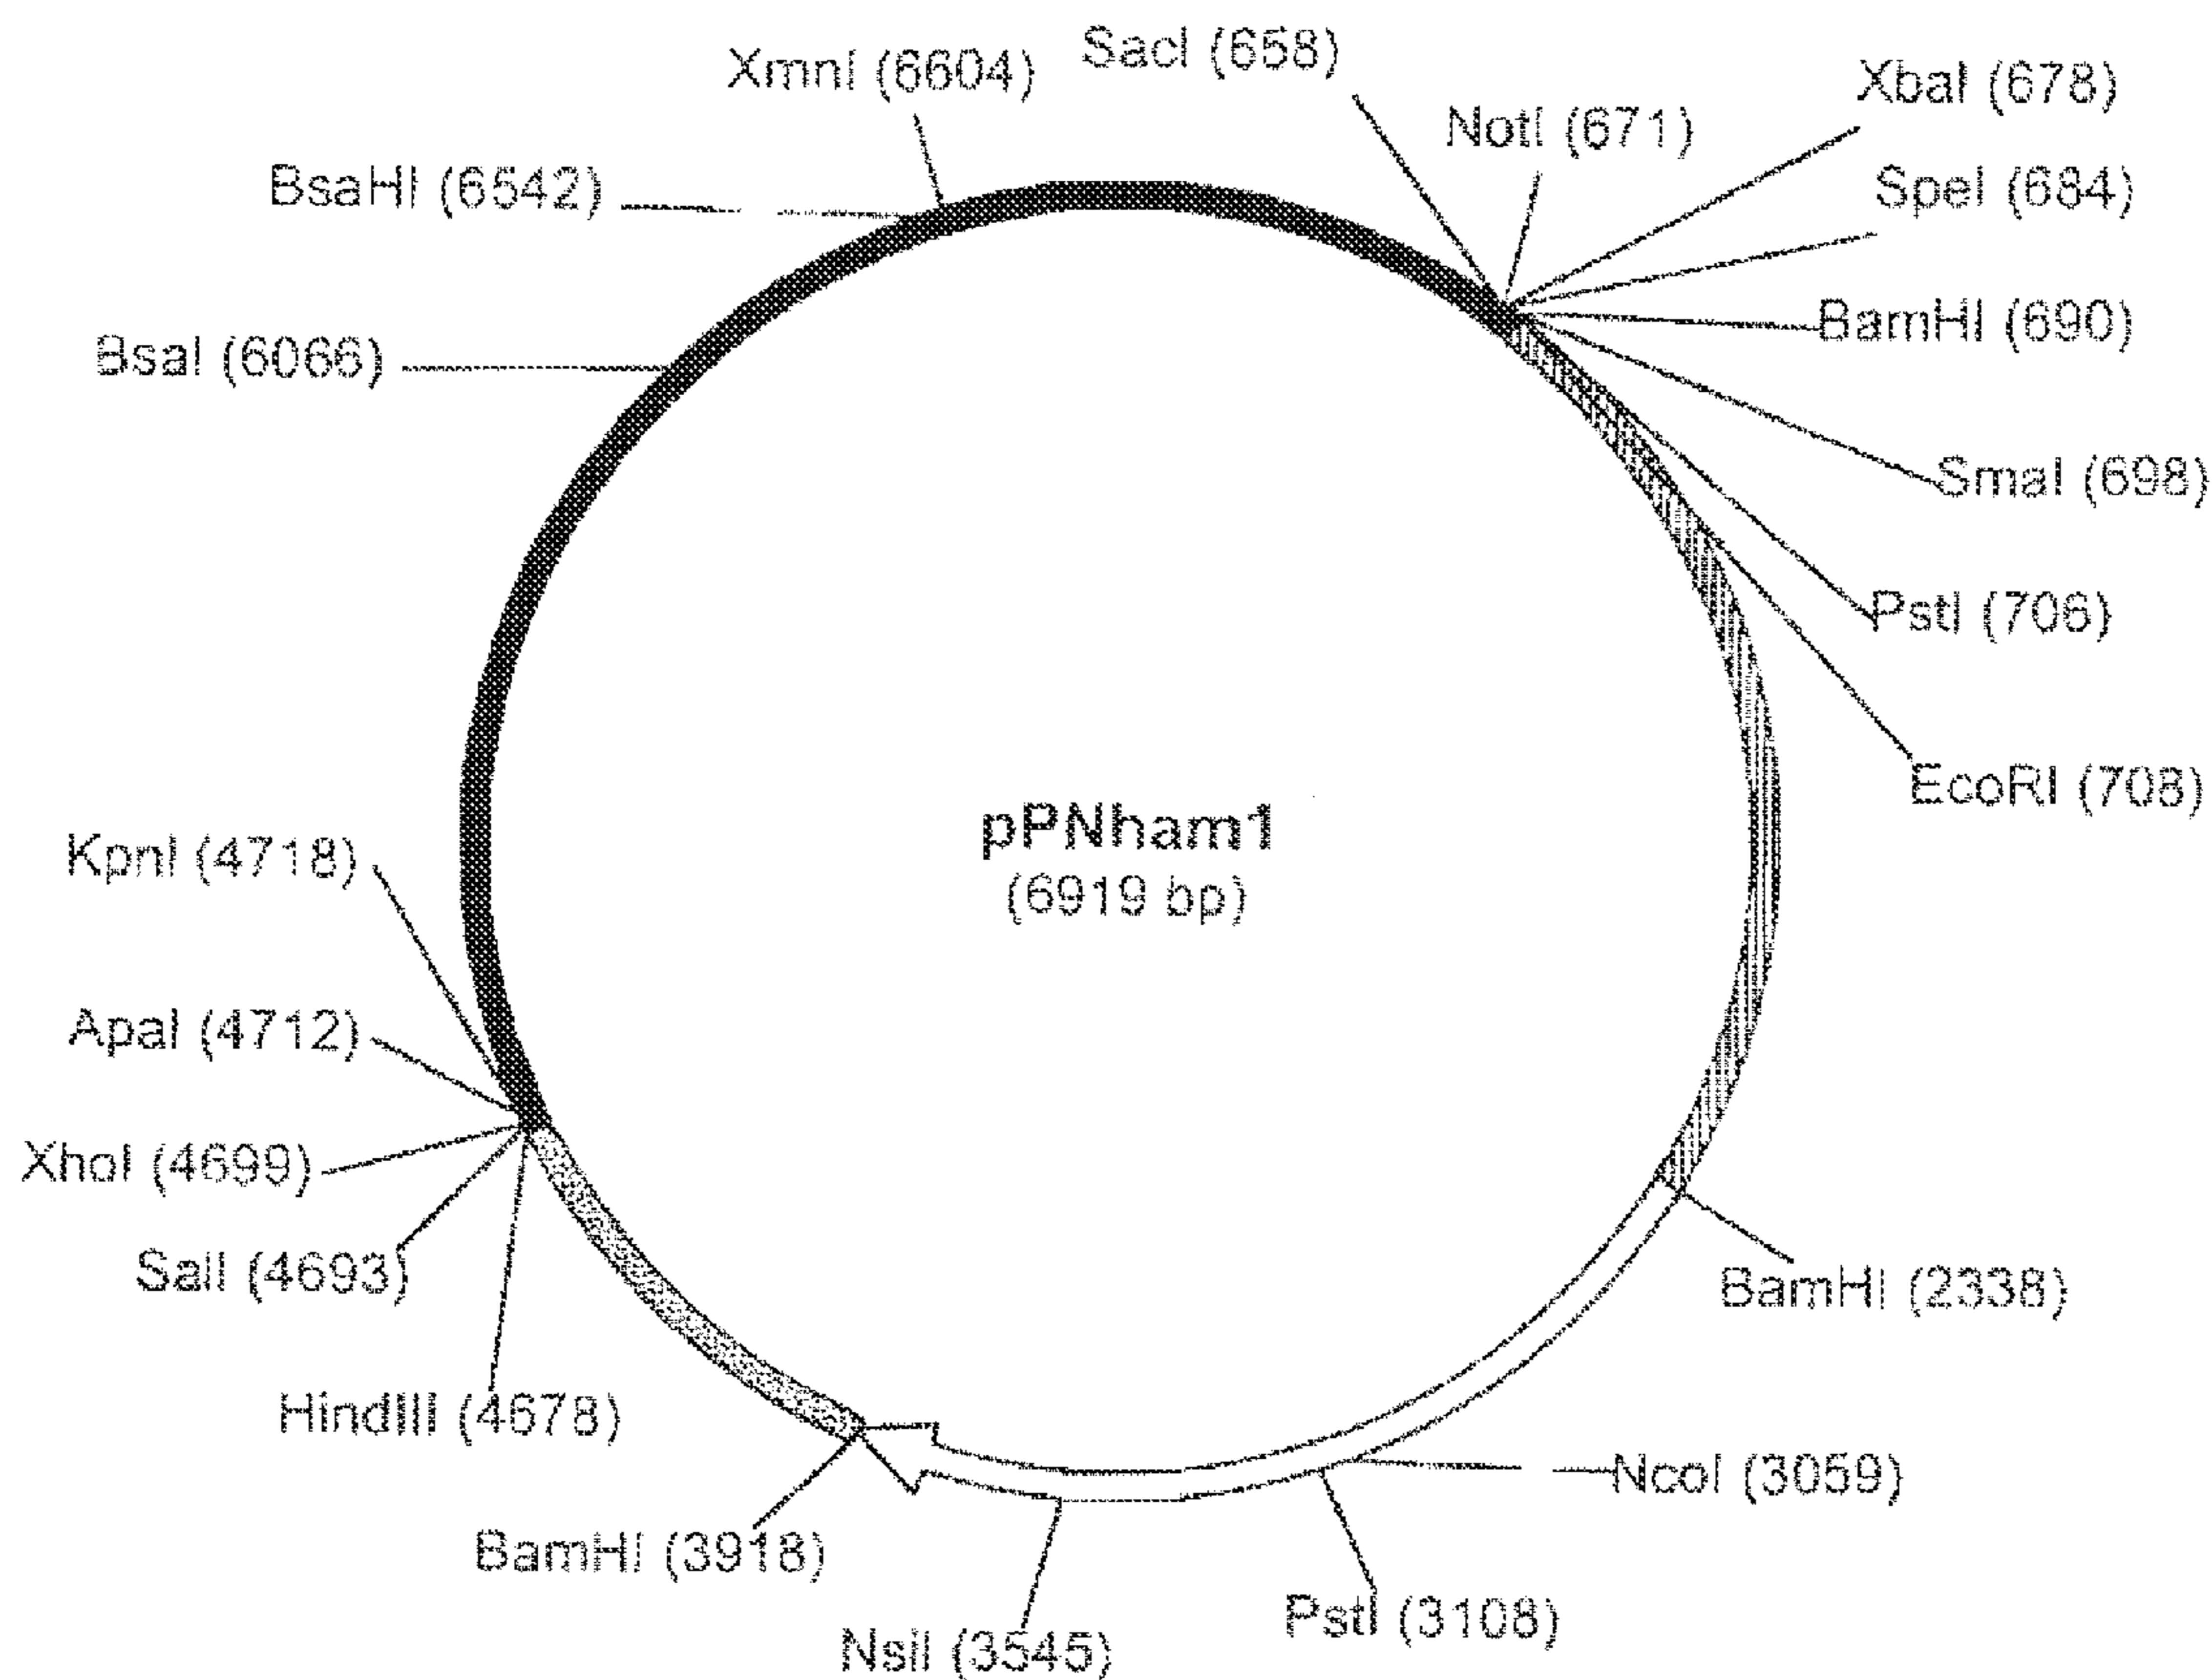 XmnI (6604)
SacI (658)
XbaI (678)
NotI (671)
BsaHI (6542)
SpeI (684)
BamHI (690)
BsaI (6066)
SmaI (698)
PstI (706)
EcoRI (708)
pPNham1
(6919 bp)
KpnI (4718)
ApaI (4712)
XhoI (4699)
SalI (4693)
BamHI (2338)
HindIII (4678)
NcoI (3059)
BamHI (3918)
PstI (3108)
NsiI (3545)